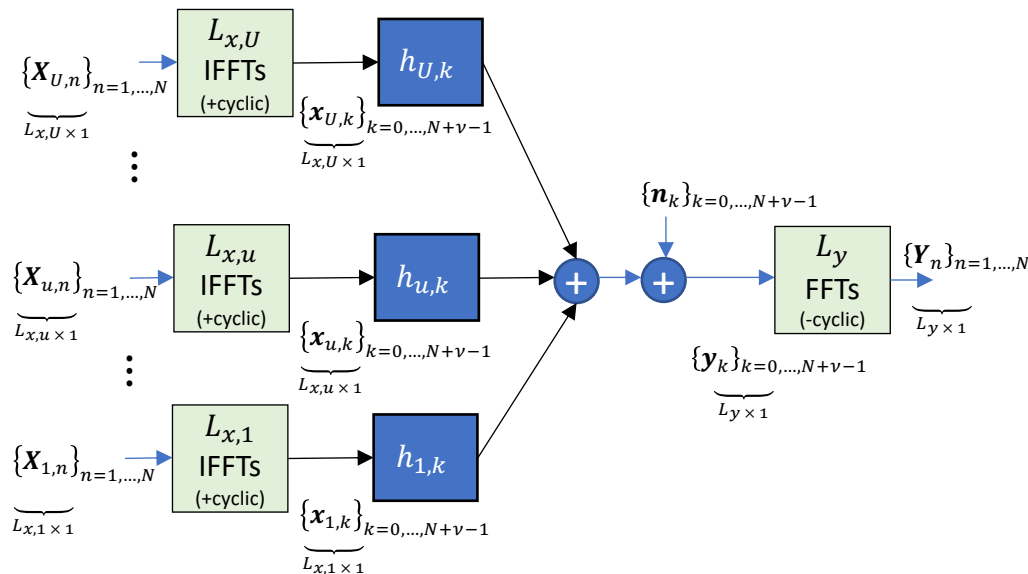 L_{x,U}
IFFTs
(+cyclic)
h_{U,k}
{X_{U,n}}_{n=1,…,N}
L_{x,U × 1}
{x_{U,k}}_{k=0,…,N+ν−1}
L_{x,U × 1}
⋮
{n_k}_{k=0,…,N+ν−1}
L_{x,u}
IFFTs
(+cyclic)
h_{u,k}
{X_{u,n}}_{n=1,…,N}
L_{x,u × 1}
{x_{u,k}}_{k=0,…,N+ν−1}
L_{x,u × 1}
+
+
L_y
FFTs
(-cyclic)
{Y_n}_{n=1,…,N}
L_{y × 1}
{y_k}_{k=0,…,N+ν−1}
L_{y × 1}
⋮
L_{x,1}
IFFTs
(+cyclic)
h_{1,k}
{X_{1,n}}_{n=1,…,N}
L_{x,1 × 1}
{x_{1,k}}_{k=0,…,N+ν−1}
L_{x,1 × 1}